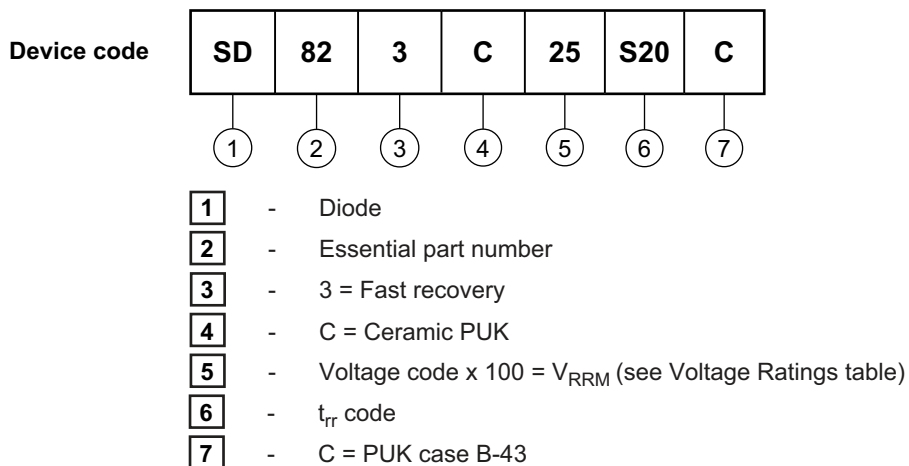 Device code SD 82 3 C 25 S20 C
1 2 3 4 5 6 7
1 - Diode
2 - Essential part number
3 - 3 = Fast recovery
4 - C = Ceramic PUK
5 - Voltage code x 100 = VRRM (see Voltage Ratings table)
6 - trr code
7 - C = PUK case B-43